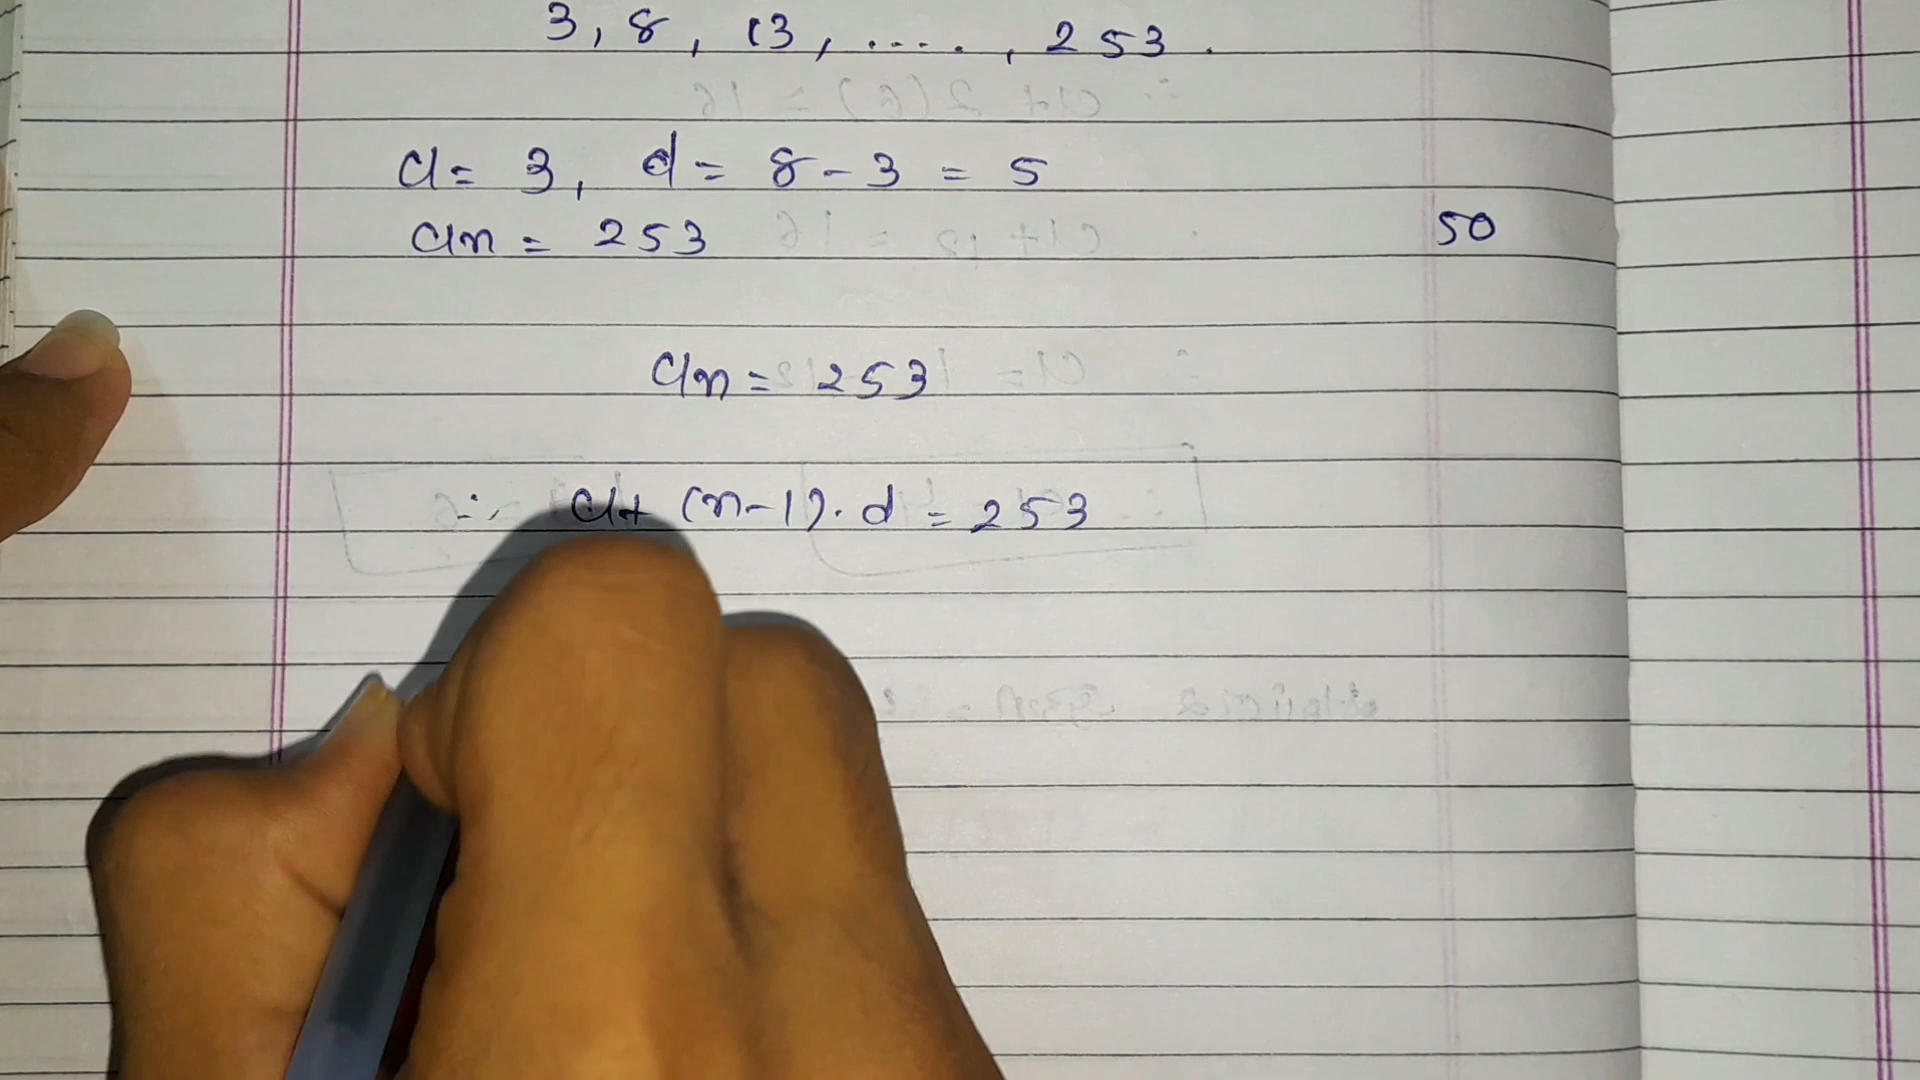 3, 8, 13, ...., 253.
a = 3, d = 8 - 3 = 5
an = 253
50
an = 253
∴ a + (n-1). d = 253